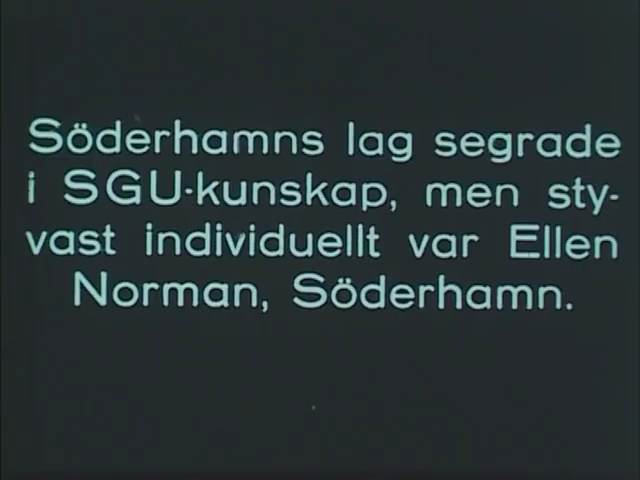 Söderhamns lag segrade
i SGU-kunskap, men sty-
vast individuellt var Ellen
Norman, Söderhamn.